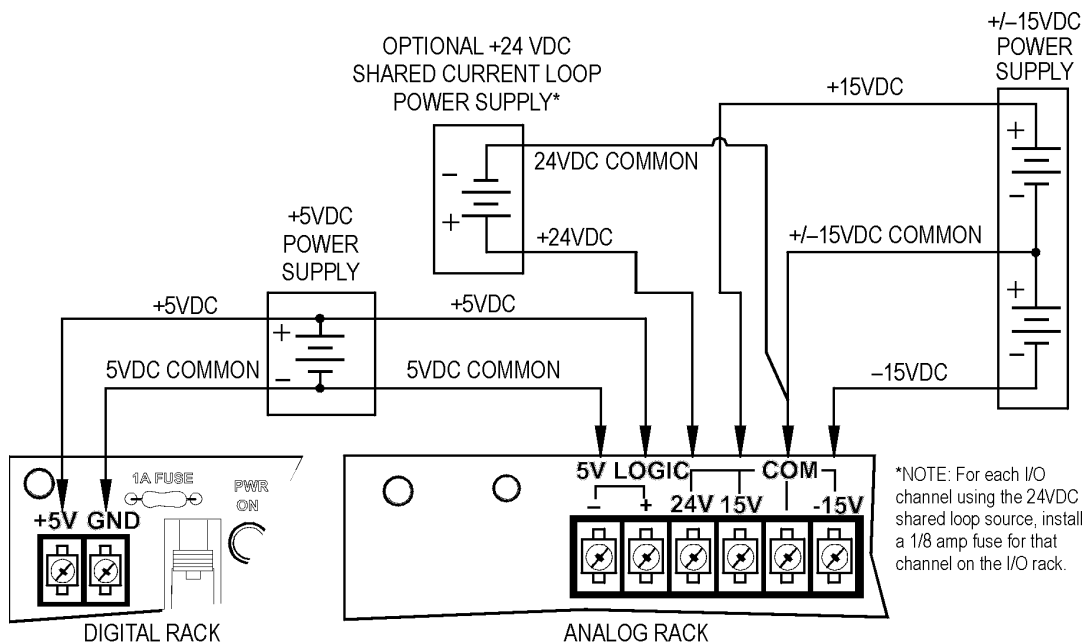 OPTIONAL +24 VDC
SHARED CURRENT LOOP
POWER SUPPLY*
+/–15VDC
POWER
SUPPLY
+15VDC
+
–
–
+
24VDC COMMON
+24VDC
+/–15VDC COMMON
+
–
–15VDC
+5VDC
POWER
SUPPLY
+5VDC
+5VDC
+
–
5VDC COMMON
5VDC COMMON
1A FUSE
PWR
ON
+5V GND
DIGITAL RACK
5V LOGIC
COM
– + 24V 15V -15V
ANALOG RACK
*NOTE: For each I/O
channel using the 24VDC
shared loop source, install
a 1/8 amp fuse for that
channel on the I/O rack.